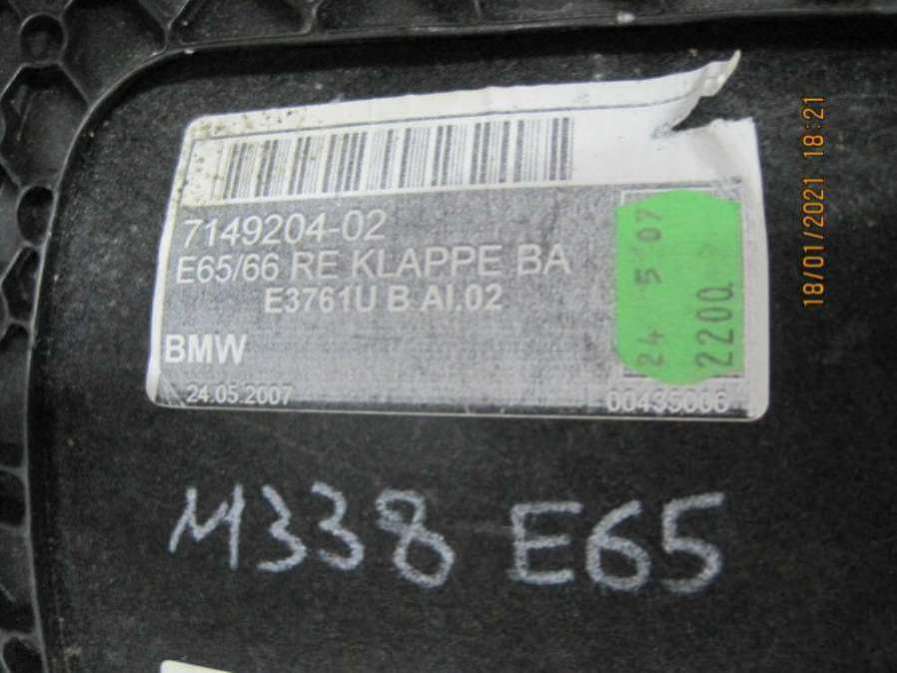 7149204-02
E65/66 RE KLAPPE BA
E3761U B AI.02
BMW
24.05.2007
00435006
24 5 07
2200
M338 E65
18/01/2021 18:21